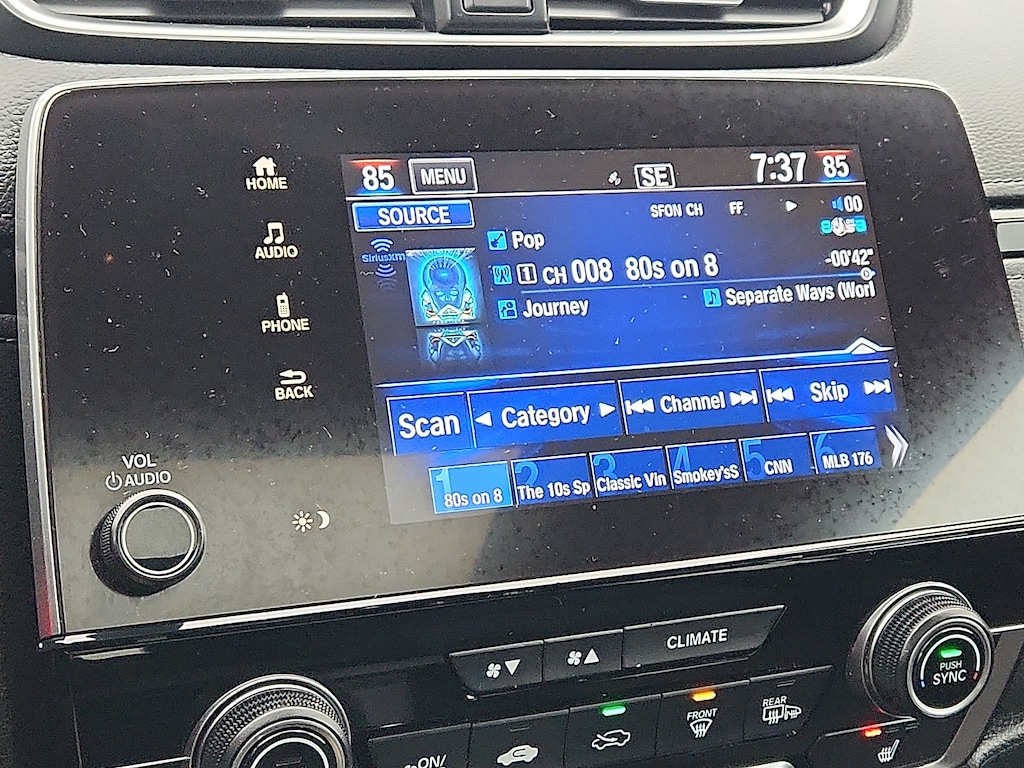 85 MENU SE 7:37 85
HOME
SOURCE
SFON CH FF 00
SiriusXM
Pop
AUDIO
1 CH 008 80s on 8 -00'42"
Journey Separate Ways (Worl
PHONE
BACK
Scan Category Channel Skip
1 80s on 8
2 The 10s Sp
3 Classic Vin
4 Smokey'sS
5 CNN
6 MLB 176
VOL
AUDIO
CLIMATE
PUSH
SYNC
ON/
FRONT
REAR